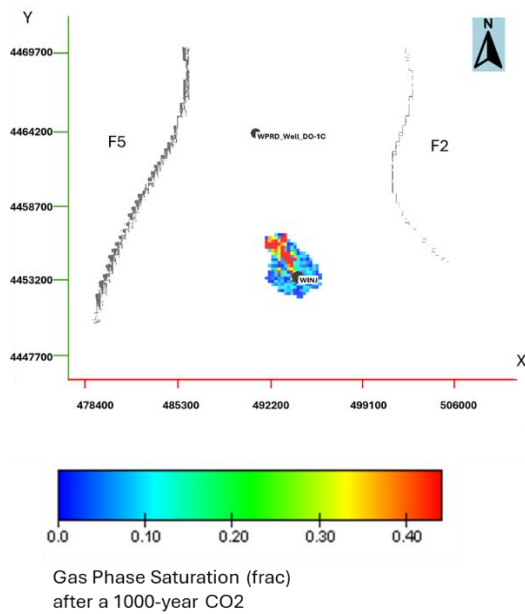 Y
N
4469700
4464200
WPRD_Well_DO-1C
F5
F2
4458700
4453200
WINJ
4447700
X
478400 485300 492200 499100 506000
0.0 0.10 0.20 0.30 0.40
Gas Phase Saturation (frac)
after a 1000-year CO2